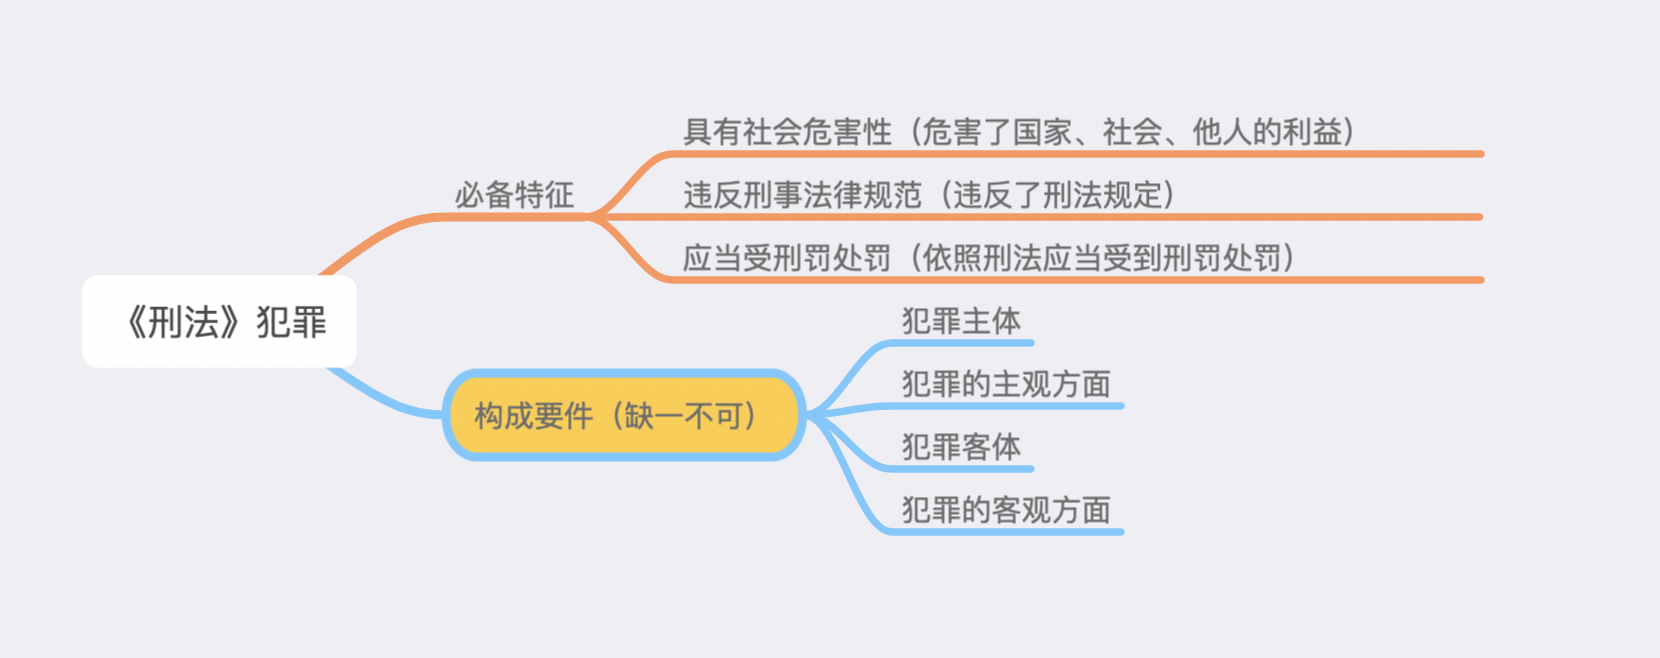 《刑法》犯罪
必备特征
具有社会危害性（危害了国家、社会、他人的利益）
违反刑事法律规范（违反了刑法规定）
应当受刑罚处罚（依照刑法应当受到刑罚处罚）
构成要件（缺一不可）
犯罪主体
犯罪的主观方面
犯罪客体
犯罪的客观方面